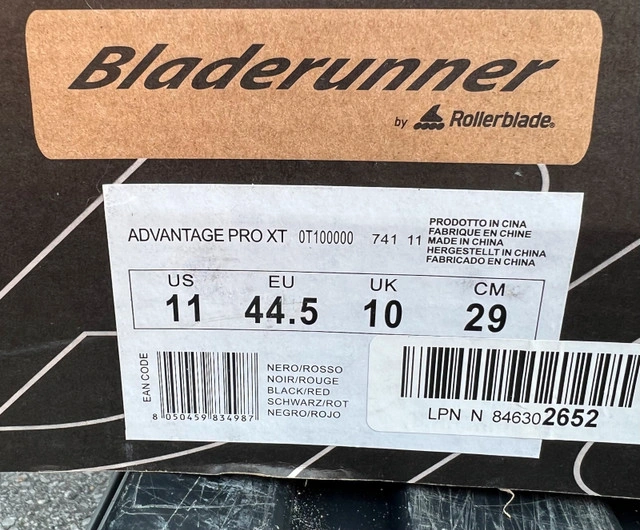 Bladerunner
by Rollerblade®
ADVANTAGE PRO XT 0T100000 741 11
PRODOTTO IN CINA
FABRIQUE EN CHINE
MADE IN CHINA
HERGESTELLT IN CHINA
FABRICADO EN CHINA
US EU UK CM
11 44.5 10 29
EAN CODE
8 050459 834987
NERO/ROSSO
NOIR/ROUGE
BLACK/RED
SCHWARZ/ROT
NEGRO/ROJO
LPN N 846302652